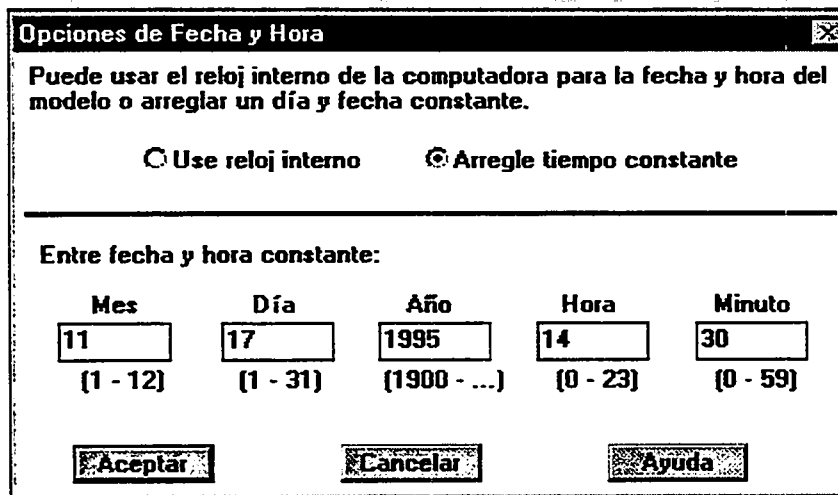 Opciones de Fecha y Hora
Puede usar el reloj interno de la computadora para la fecha y hora del
modelo o arreglar un día y fecha constante.
Use reloj interno Arregle tiempo constante
Entre fecha y hora constante:
Mes Día Año Hora Minuto
11 17 1995 14 30
(1 - 12) (1 - 31) (1900 - ...) (0 - 23) (0 - 59)
Aceptar Cancelar Ayuda